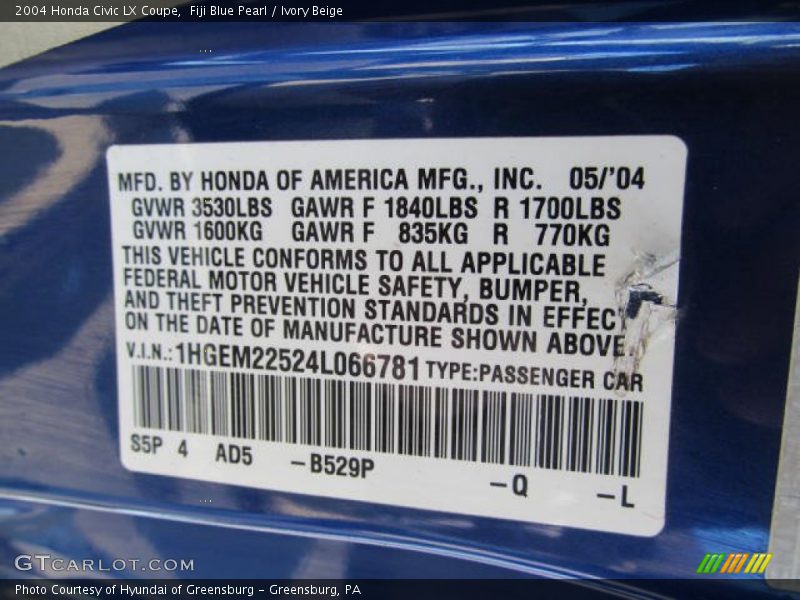 2004 Honda Civic LX Coupe, Fiji Blue Pearl / Ivory Beige
MFD. BY HONDA OF AMERICA MFG., INC. 05/'04
GVWR 3530LBS GAWR F 1840LBS R 1700LBS
GVWR 1600KG GAWR F 835KG R 770KG
THIS VEHICLE CONFORMS TO ALL APPLICABLE
FEDERAL MOTOR VEHICLE SAFETY, BUMPER,
AND THEFT PREVENTION STANDARDS IN EFFEC
ON THE DATE OF MANUFACTURE SHOWN ABOVE.
V.I.N.: 1HGEM22524L066781 TYPE:PASSENGER CAR
S5P 4 AD5 -B529P -Q -L
GTCARLOT.COM
Photo Courtesy of Hyundai of Greensburg - Greensburg, PA